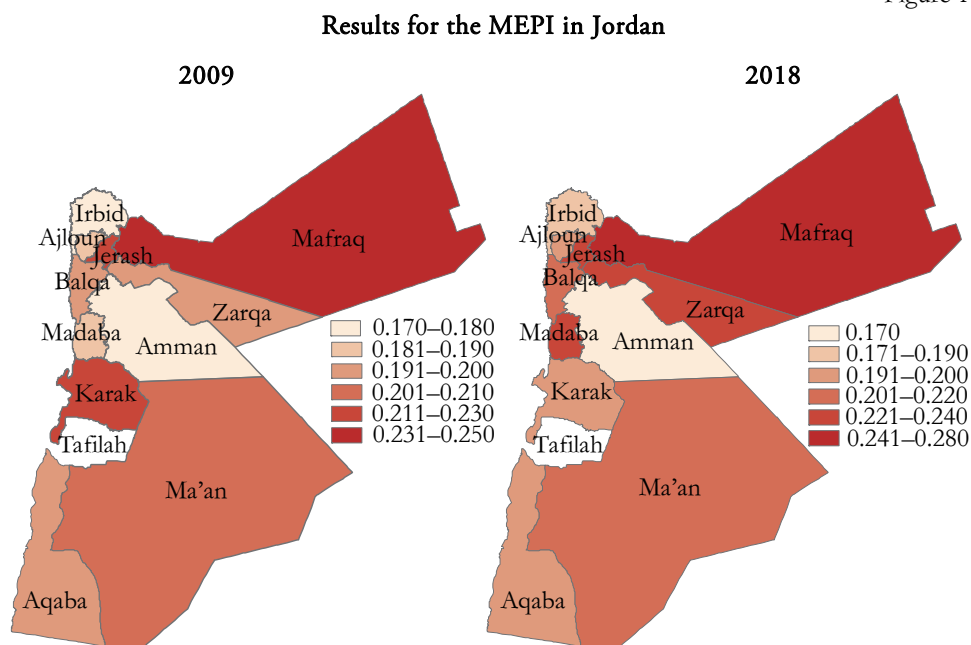 Results for the MEPI in Jordan
2009
Irbid
Ajloun
Jerash
Mafraq
Balqa
Zarqa
Madaba
Amman
Karak
Tafilah
Ma'an
Aqaba
0.170–0.180
0.181–0.190
0.191–0.200
0.201–0.210
0.211–0.230
0.231–0.250
2018
Irbid
Ajloun
Jerash
Mafraq
Balqa
Zarqa
Madaba
Amman
Karak
Tafilah
Ma'an
Aqaba
0.170
0.171–0.190
0.191–0.200
0.201–0.220
0.221–0.240
0.241–0.280